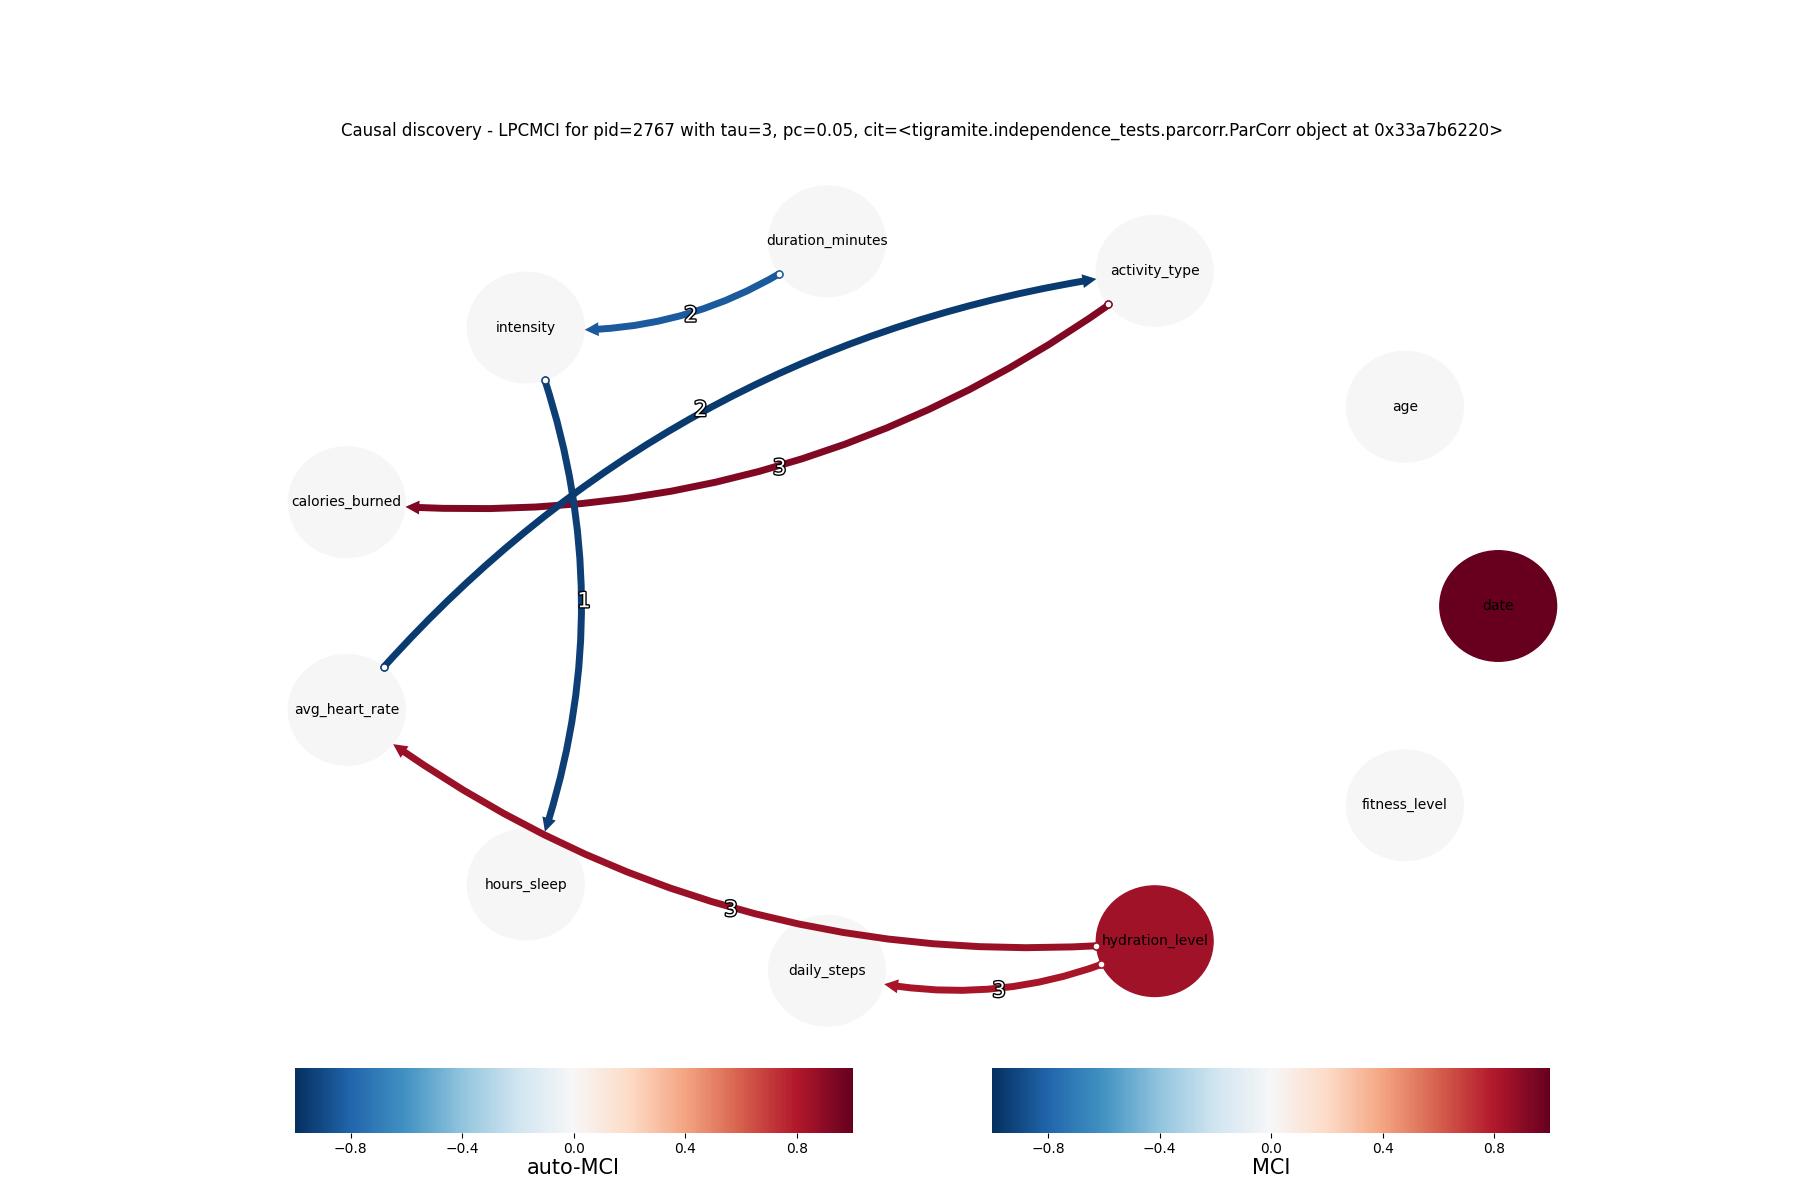 Causal discovery - LPCMCI for pid=2767 with tau=3, pc=0.05, cit=<tigramite.independence_tests.parcorr.ParCorr object at 0x33a7b6220>
duration_minutes
activity_type
intensity
2
age
2
3
calories_burned
date
1
avg_heart_rate
fitness_level
hours_sleep
3
hydration_level
daily_steps
3
−0.8 −0.4 0.0 0.4 0.8
auto-MCI
−0.8 −0.4 0.0 0.4 0.8
MCI